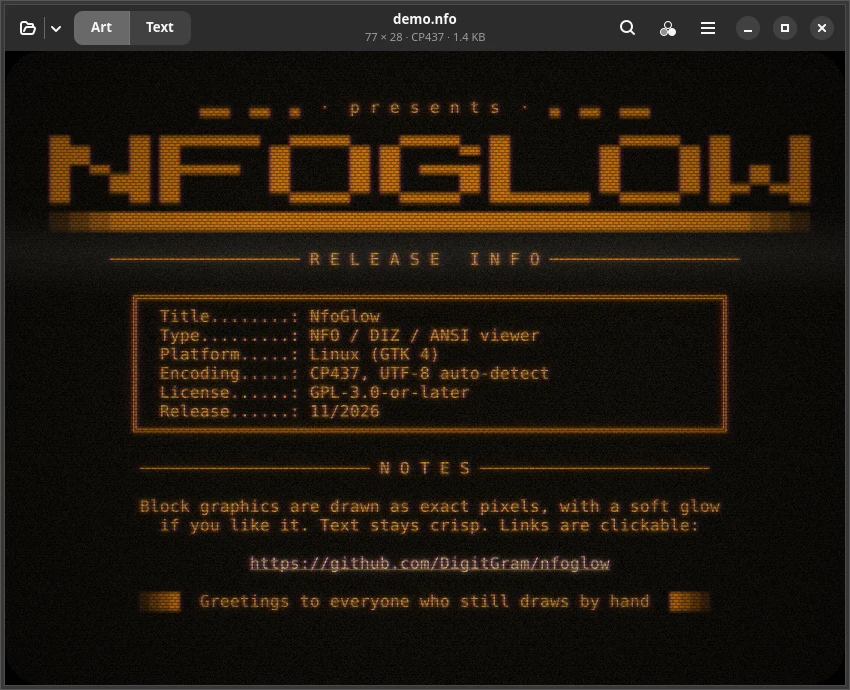 demo.nfo
Art Text
77 × 28 · CP437 · 1.4 KB
· presents ·
NFOGLOW
RELEASE INFO
Title........: NfoGlow
Type.........: NFO / DIZ / ANSI viewer
Platform.....: Linux (GTK 4)
Encoding.....: CP437, UTF-8 auto-detect
License......: GPL-3.0-or-later
Release......: 11/2026
NOTES
Block graphics are drawn as exact pixels, with a soft glow
if you like it. Text stays crisp. Links are clickable:
https://github.com/DigitGram/nfoglow
Greetings to everyone who still draws by hand